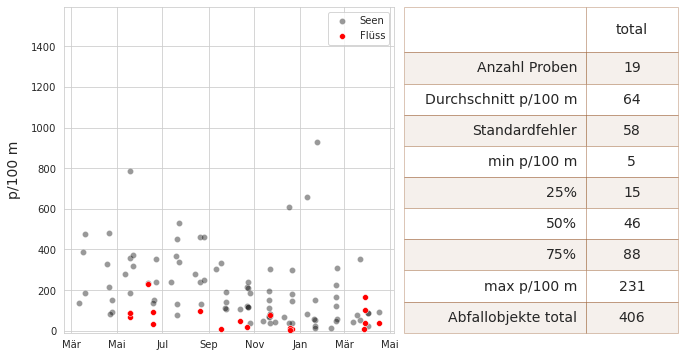 p/100 m
1400
1200
1000
800
600
400
200
0
Mär Mai Jul Sep Nov Jan Mär Mai
Seen
Flüss
total
Anzahl Proben 19
Durchschnitt p/100 m 64
Standardfehler 58
min p/100 m 5
25% 15
50% 46
75% 88
max p/100 m 231
Abfallobjekte total 406